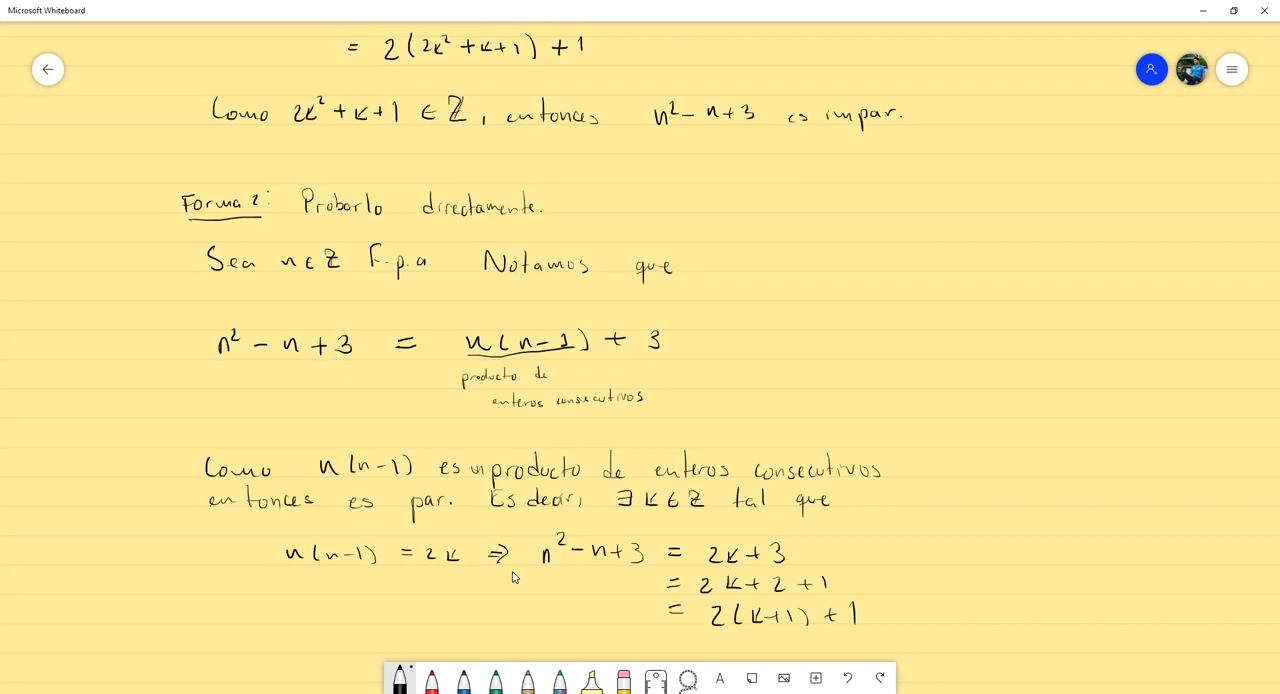 Microsoft Whiteboard
= 2(2k² + k + 1) + 1
Como 2k² + k + 1 ∈ ℤ, entonces n² - n + 3 es impar.
Forma 2: Proborlo directamente.
Sea n ∈ ℤ F.p.a. Notamos que
n² - n + 3 = n(n-1) + 3
producto de
enteros consecutivos
Como n(n-1) es un producto de enteros consecutivos
entonces es par. Es decir, ∃ k ∈ ℤ tal que
n(n-1) = 2k ⇒ n² - n + 3 = 2k + 3
= 2k + 2 + 1
= 2(k+1) + 1
A